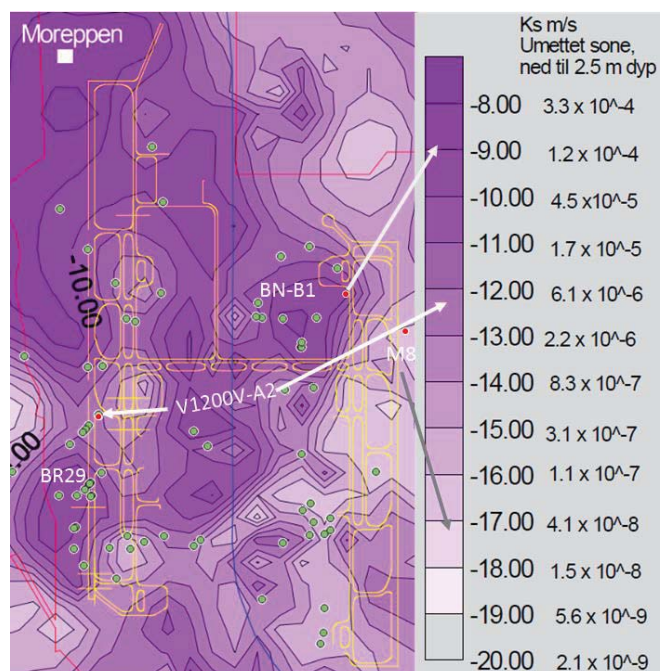 Moreppen
-10.00
BN-B1
M8
V1200V-A2
.00
BR29
Ks m/s
Umettet sone,
ned til 2.5 m dyp
-8.00 3.3 x 10^-4
-9.00 1.2 x 10^-4
-10.00 4.5 x10^-5
-11.00 1.7 x 10^-5
-12.00 6.1 x 10^-6
-13.00 2.2 x 10^-6
-14.00 8.3 x 10^-7
-15.00 3.1 x 10^-7
-16.00 1.1 x 10^-7
-17.00 4.1 x 10^-8
-18.00 1.5 x 10^-8
-19.00 5.6 x 10^-9
-20.00 2.1 x 10^-9